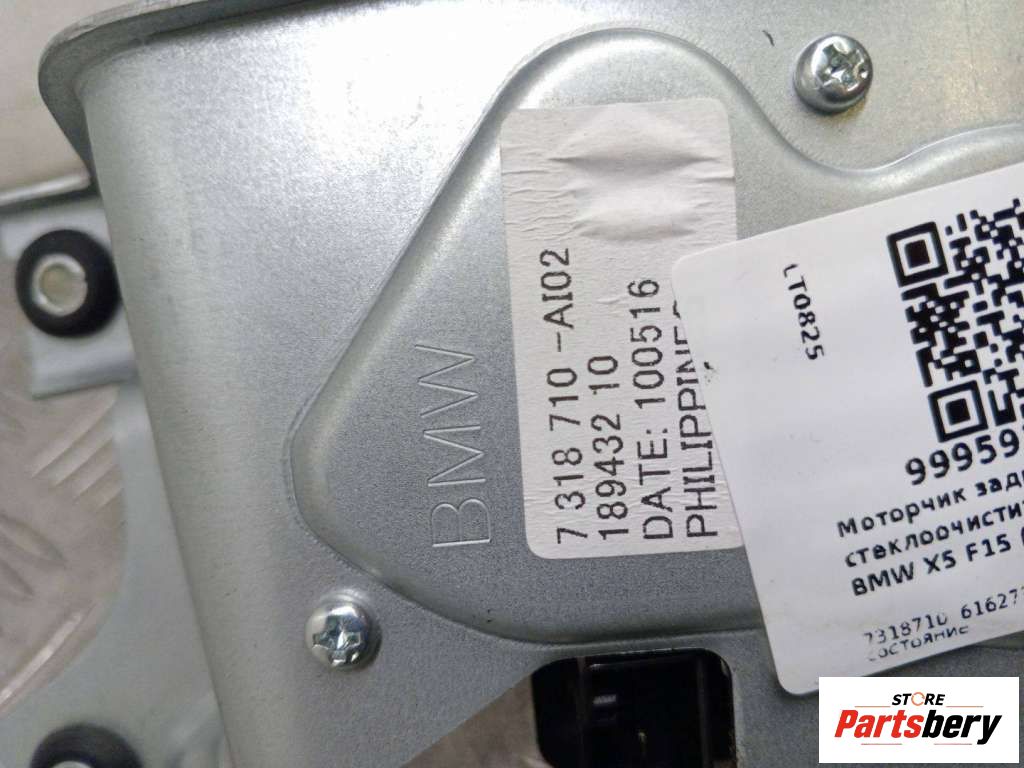 BMW
7 318 710 -AI02
189432 10
DATE: 100516
PHILIPPINES
LT0825
99959
Моторчик
стеклоочисти
BMW X5 F15
7318710 61627
состояние
STORE
Partsbery